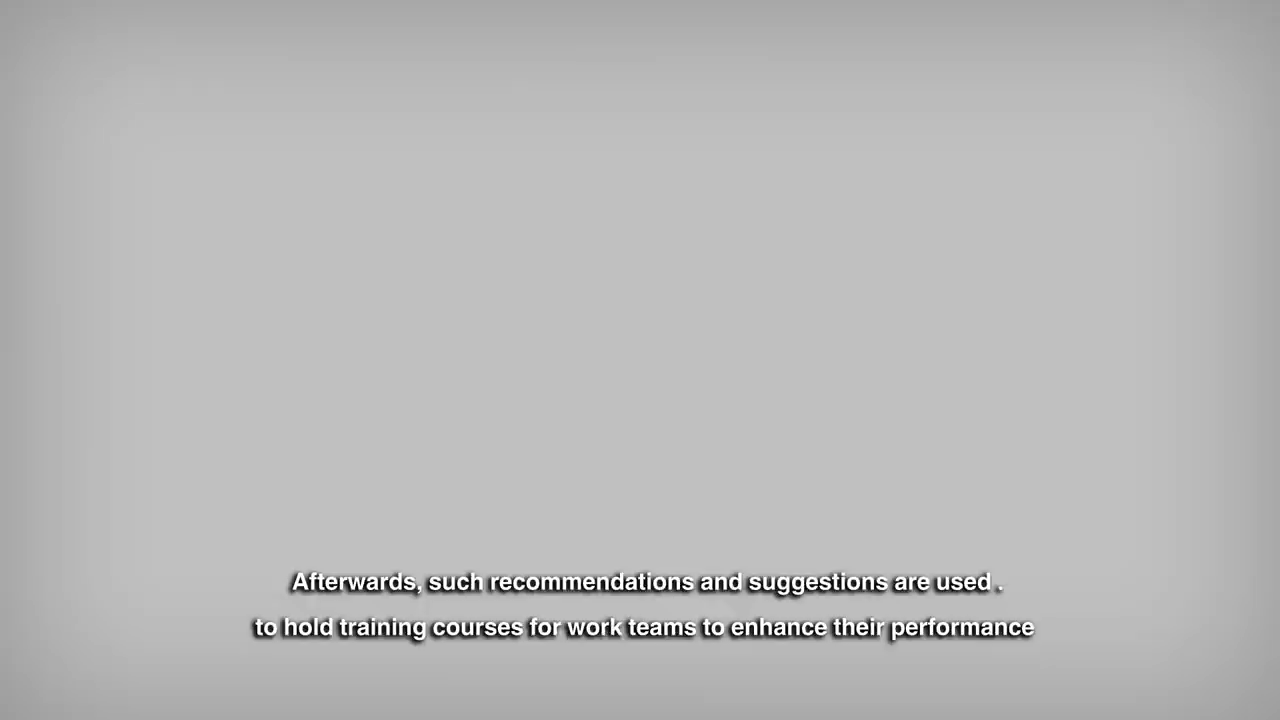 Afterwards, such recommendations and suggestions are used .
to hold training courses for work teams to enhance their performance